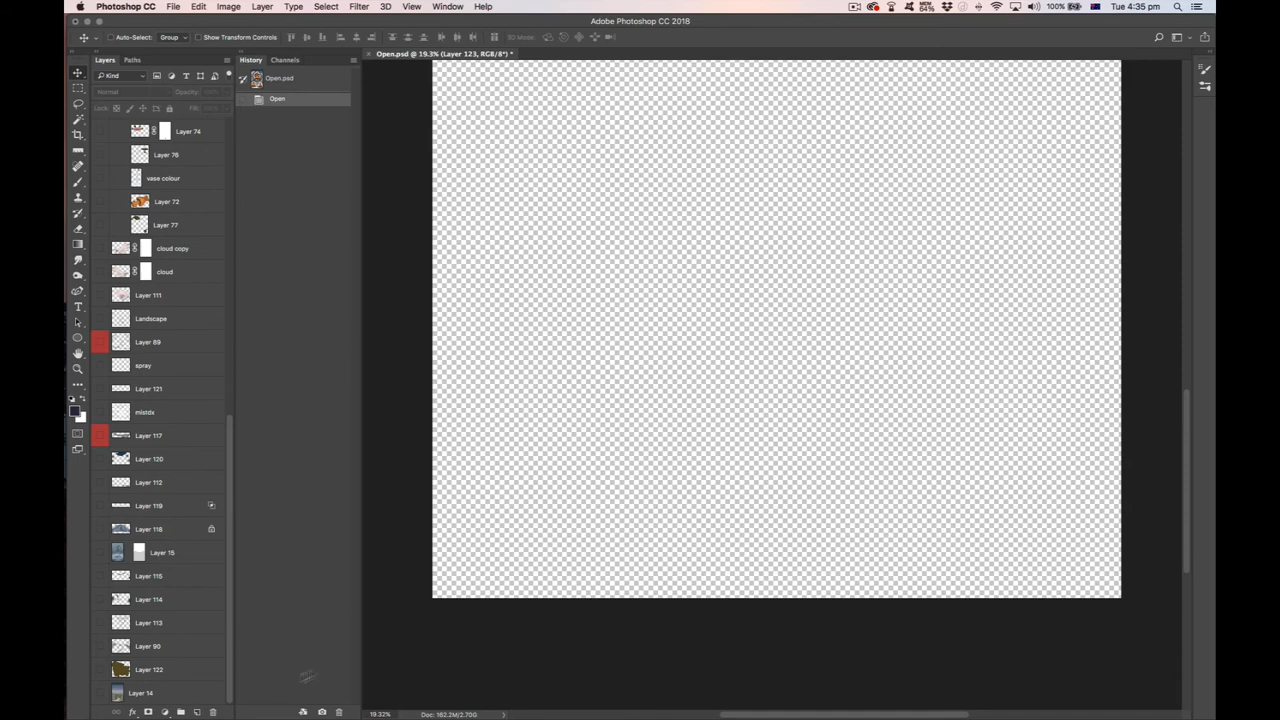 Photoshop CC File Edit Image Layer Type Select Filter 3D View Window Help 64% 100% Tue 4:35 pm
Adobe Photoshop CC 2018
Auto-Select: Group Show Transform Controls 3D Mode:
Open.psd @ 19.3% (Layer 123, RGB/8*) *
Layers Paths
History Channels
Kind
Open.psd
Normal Opacity:
Open
Lock: Fill:
Layer 74
Layer 76
vase colour
Layer 72
Layer 77
cloud copy
cloud
Layer 111
Landscape
Layer 89
spray
Layer 121
mistdx
Layer 117
Layer 120
Layer 112
Layer 119
Layer 118
Layer 15
Layer 115
Layer 114
Layer 113
Layer 90
Layer 122
Layer 14
19.32% Doc: 162.2M/2.70G